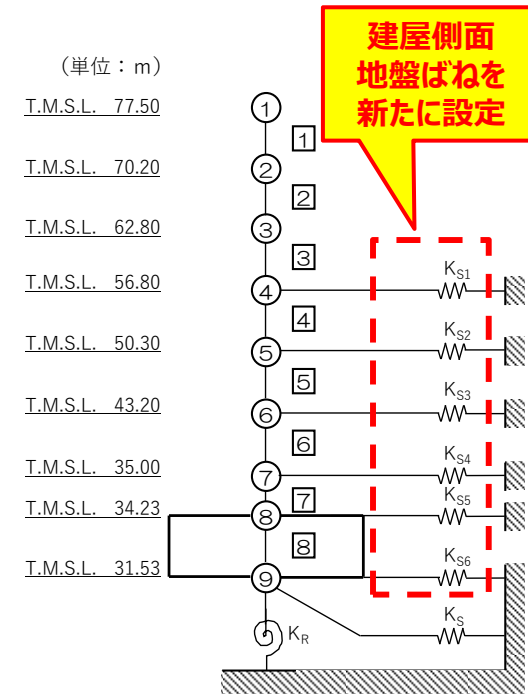 建屋側面
地盤ばねを
新たに設定
(単位：m)
T.M.S.L. 77.50
①
1
T.M.S.L. 70.20
②
2
T.M.S.L. 62.80
③
3
T.M.S.L. 56.80
④
KS1
4
T.M.S.L. 50.30
⑤
KS2
5
T.M.S.L. 43.20
⑥
KS3
6
T.M.S.L. 35.00
⑦
KS4
7
T.M.S.L. 34.23
⑧
KS5
8
T.M.S.L. 31.53
⑨
KS6
KR
KS